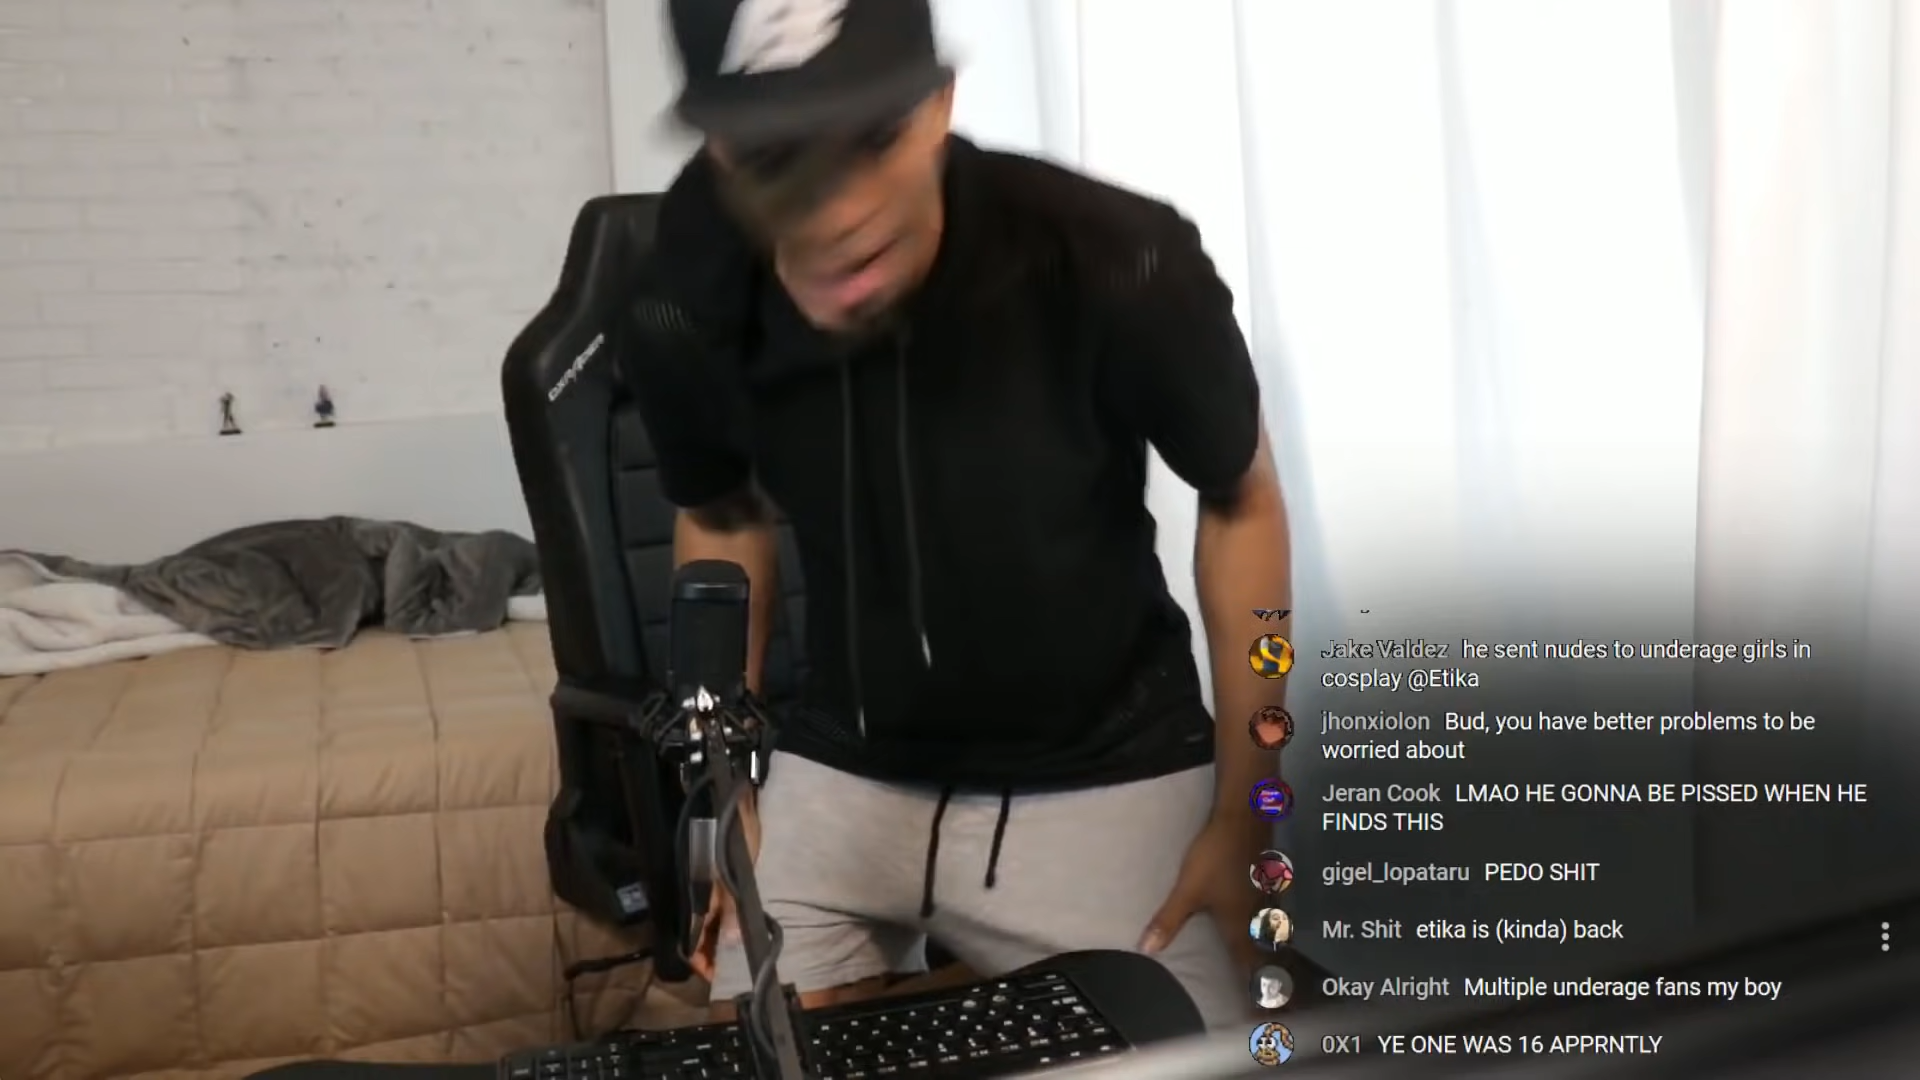 DXRACER
Jake Valdez he sent nudes to underage girls in
cosplay @Etika
jhonxiolon Bud, you have better problems to be
worried about
Jeran Cook LMAO HE GONNA BE PISSED WHEN HE
FINDS THIS
gigel_lopataru PEDO SHIT
Mr. Shit etika is (kinda) back
Okay Alright Multiple underage fans my boy
0X1 YE ONE WAS 16 APPRNTLY